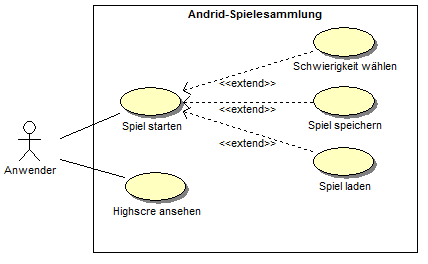 Andrid-Spielesammlung
Schwierigkeit wählen
<<extend>>
Spiel starten
<<extend>>
Spiel speichern
<<extend>>
Anwender
Spiel laden
Highscre ansehen